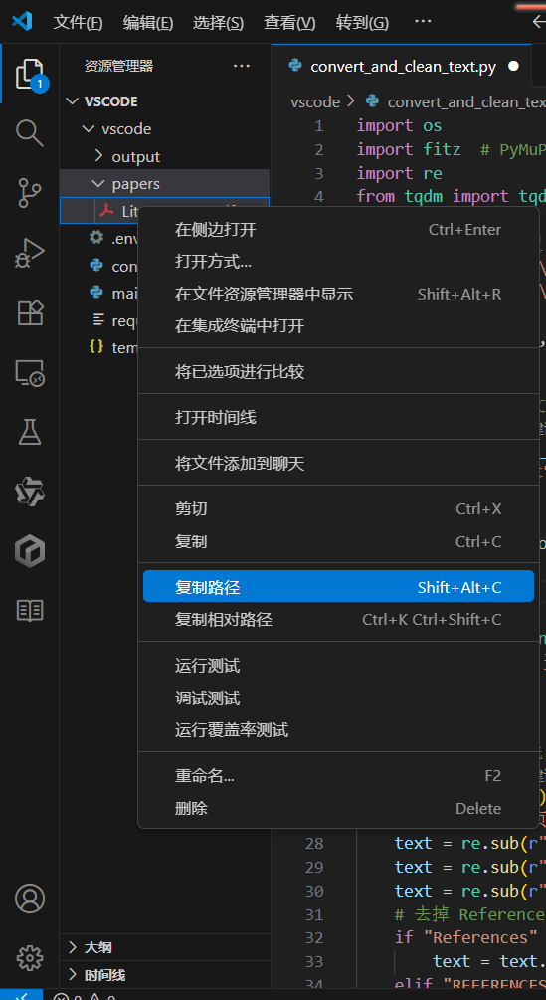 文件(F) 编辑(E) 选择(S) 查看(V) 转到(G) ···
资源管理器 ···
convert_and_clean_text.py
1
VSCODE
vscode
output
papers
Lit
.env
con
mai
requ
tem
vscode > convert_and_clean_tex
1 import os
2 import fitz # PyMuP
3 import re
4 from tqdm import tqd
在侧边打开 Ctrl+Enter
打开方式...
在文件资源管理器中显示 Shift+Alt+R
在集成终端中打开
将已选项进行比较
打开时间线
将文件添加到聊天
剪切 Ctrl+X
复制 Ctrl+C
复制路径 Shift+Alt+C
复制相对路径 Ctrl+K Ctrl+Shift+C
运行测试
调试测试
运行覆盖率测试
重命名... F2
删除 Delete
28 text = re.sub(r"
29 text = re.sub(r"
30 text = re.sub(r"
31 # 去掉 Reference
32 if "References"
33 text = text.
34 elif "REFERENCES
大纲
时间线
0 0